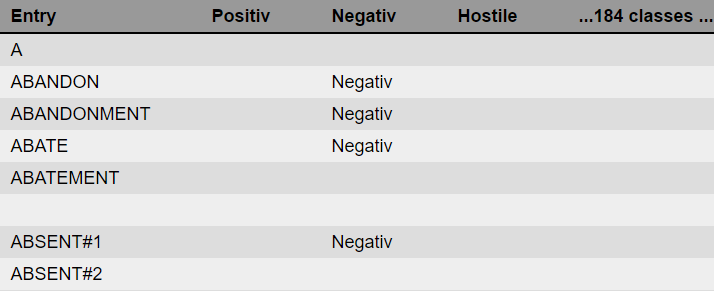 Entry Positiv Negativ Hostile ...184 classes ...
A
ABANDON Negativ
ABANDONMENT Negativ
ABATE Negativ
ABATEMENT
ABSENT#1 Negativ
ABSENT#2